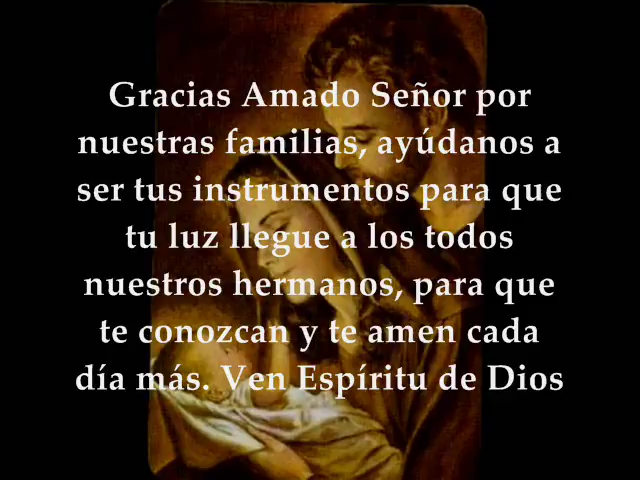 Gracias Amado Señor por
nuestras familias, ayúdanos a
ser tus instrumentos para que
tu luz llegue a los todos
nuestros hermanos, para que
te conozcan y te amen cada
día más. Ven Espíritu de Dios